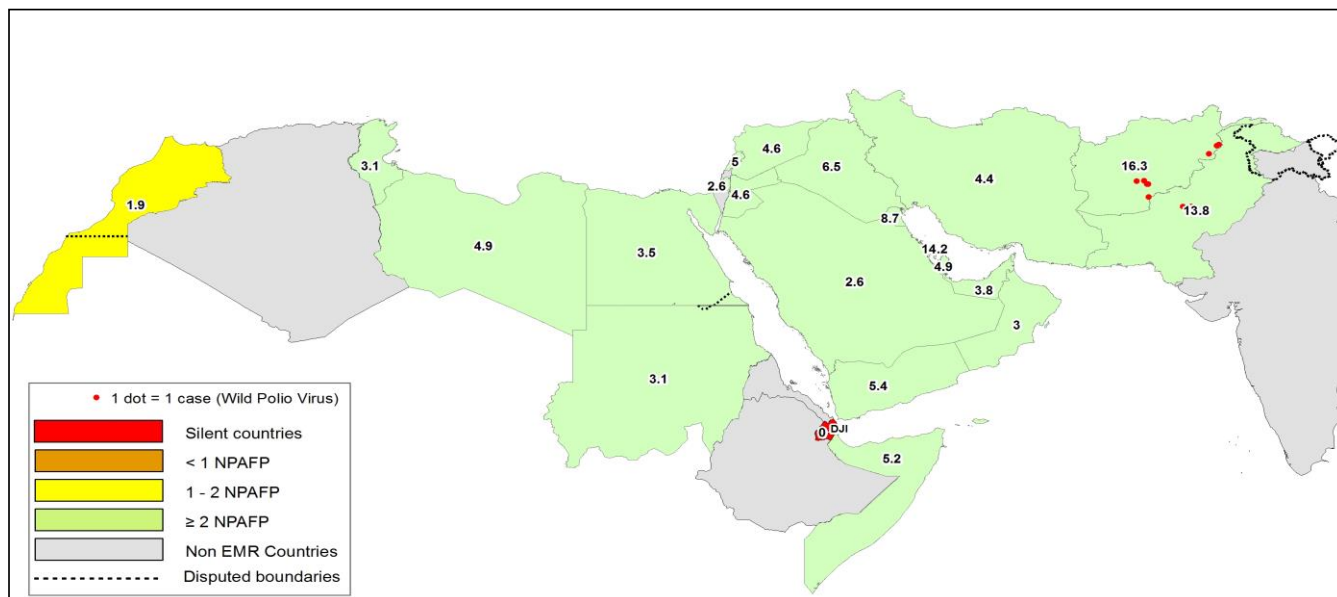 1.9
3.1
4.9
3.5
3.1
5
2.6
4.6
4.6
6.5
8.7
4.4
14.2
4.9
2.6
3.8
3
5.4
16.3
13.8
0
DJI
5.2
1 dot = 1 case (Wild Polio Virus)
Silent countries
< 1 NPAFP
1 - 2 NPAFP
≥ 2 NPAFP
Non EMR Countries
Disputed boundaries